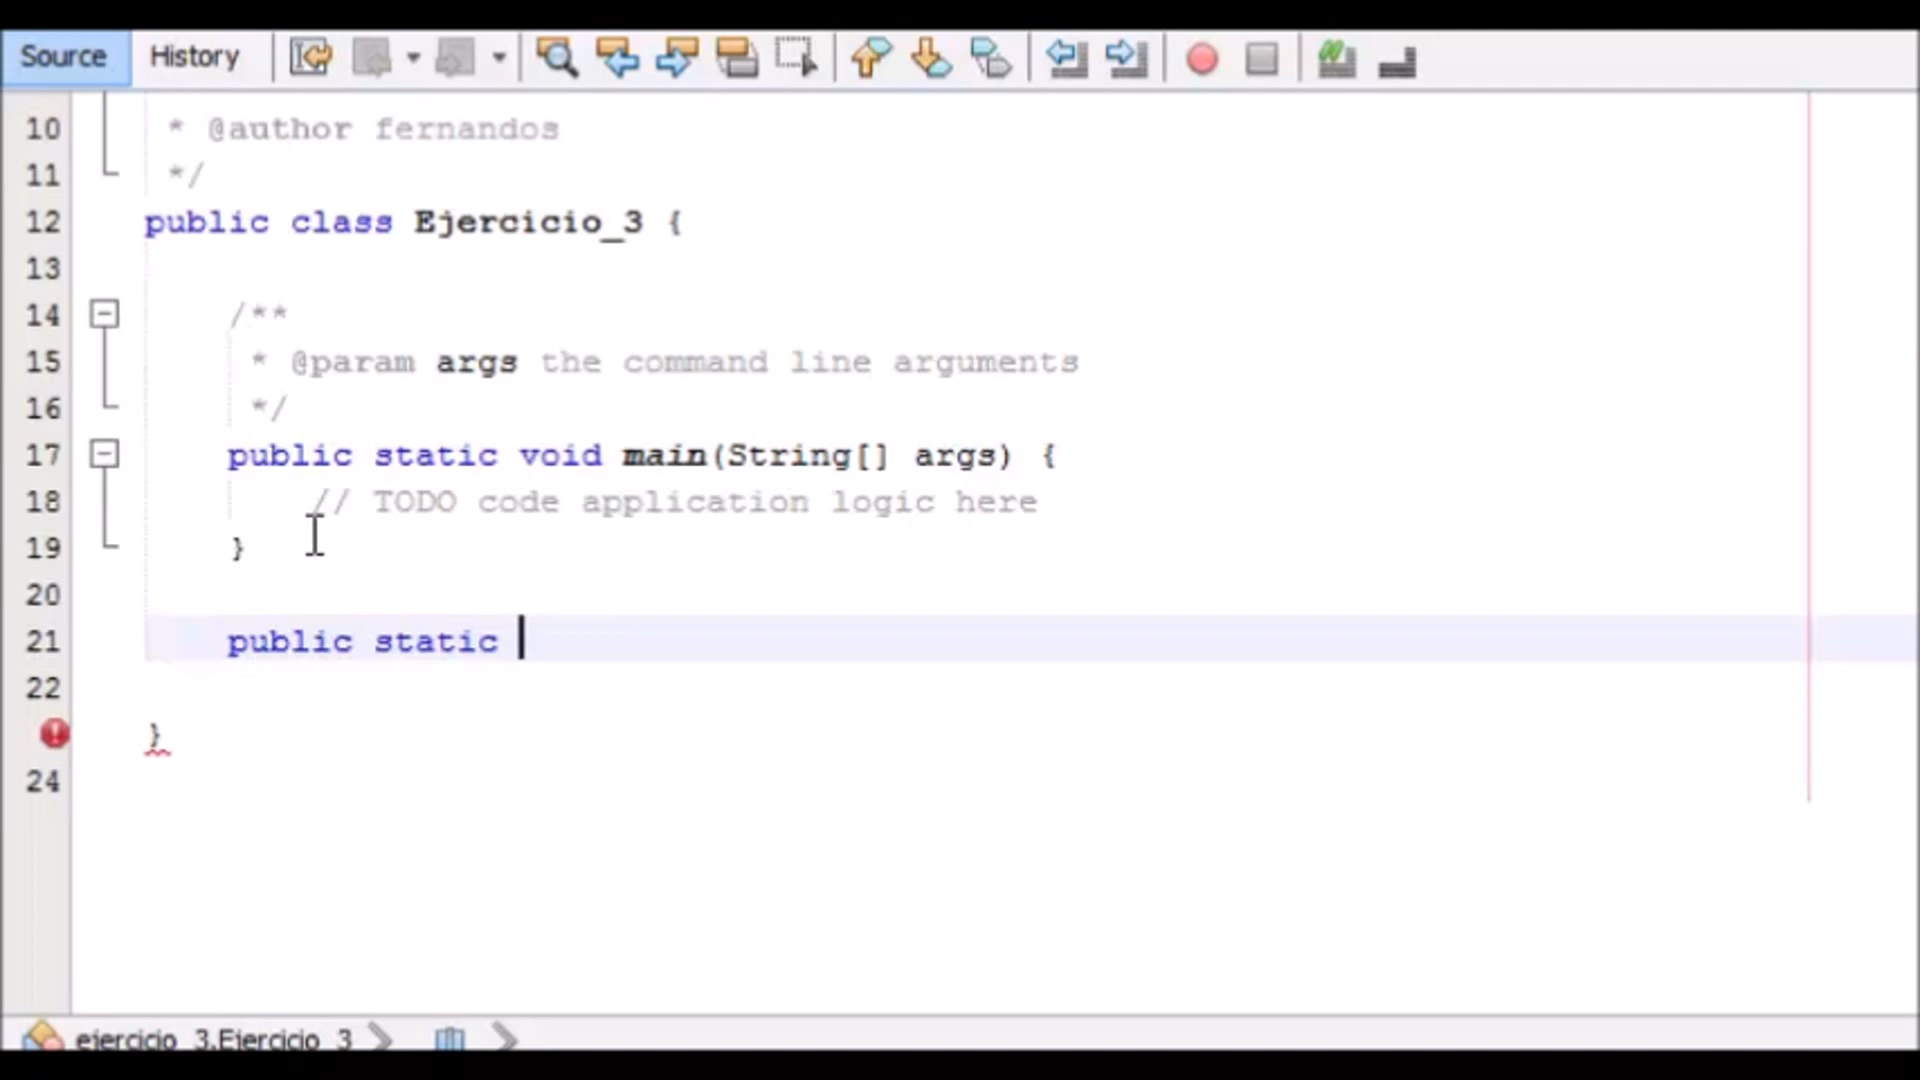 Source History
10 * @author fernandos
11 */
12 public class Ejercicio_3 {
13
14 /**
15 * @param args the command line arguments
16 */
17 public static void main(String[] args) {
18 // TODO code application logic here
19 }
20
21 public static
22
}
24
ejercicio_3.Ejercicio_3